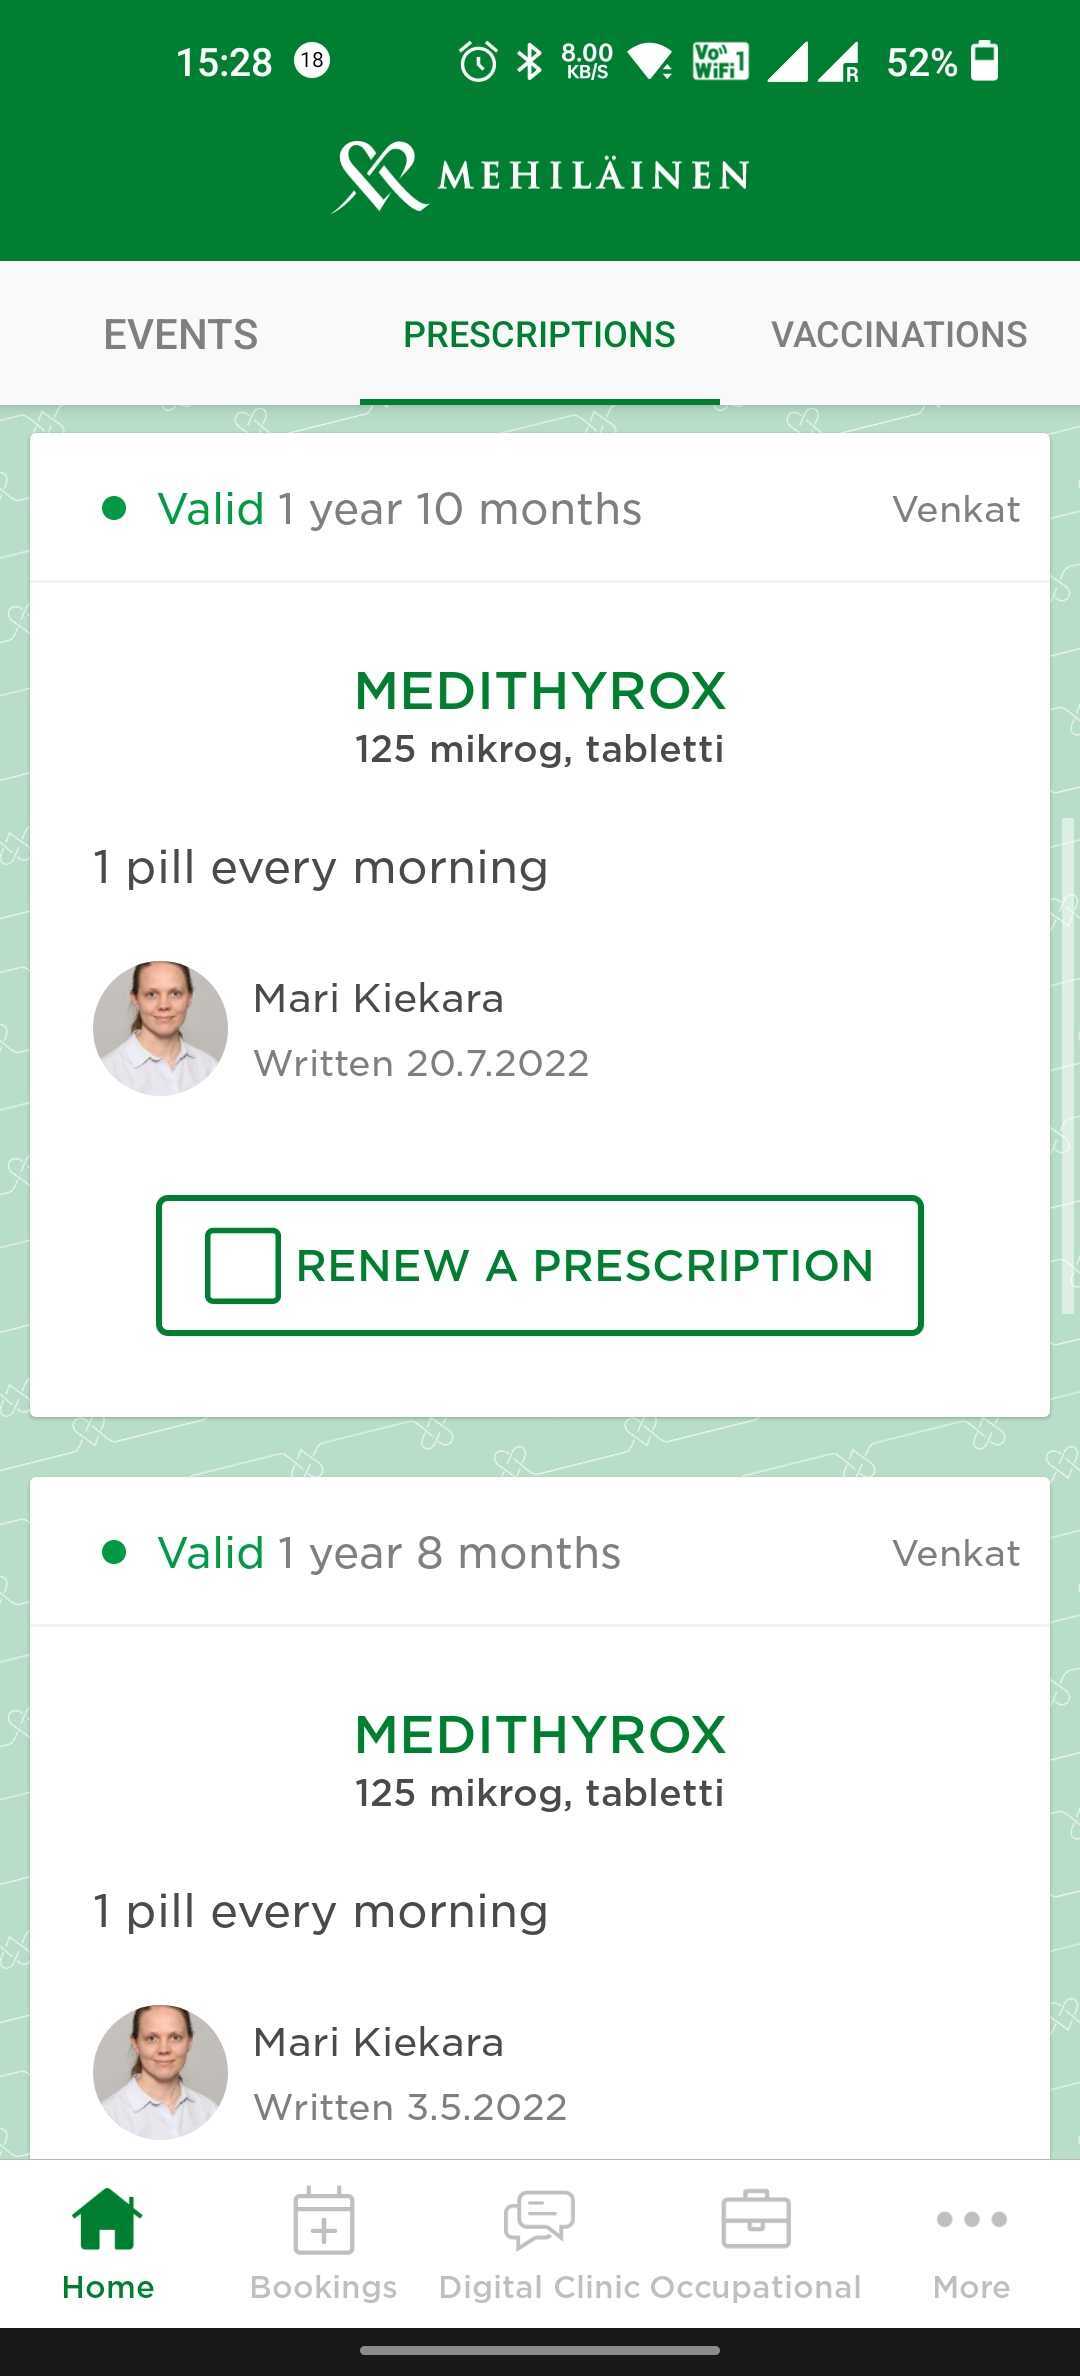 15:28 18 8.00 KB/S Vo)) WiFi 1 R 52%
MEHILÄINEN
EVENTS PRESCRIPTIONS VACCINATIONS
Valid 1 year 10 months Venkat
MEDITHYROX
125 mikrog, tabletti
1 pill every morning
Mari Kiekara
Written 20.7.2022
RENEW A PRESCRIPTION
Valid 1 year 8 months Venkat
MEDITHYROX
125 mikrog, tabletti
1 pill every morning
Mari Kiekara
Written 3.5.2022
Home Bookings Digital Clinic Occupational More